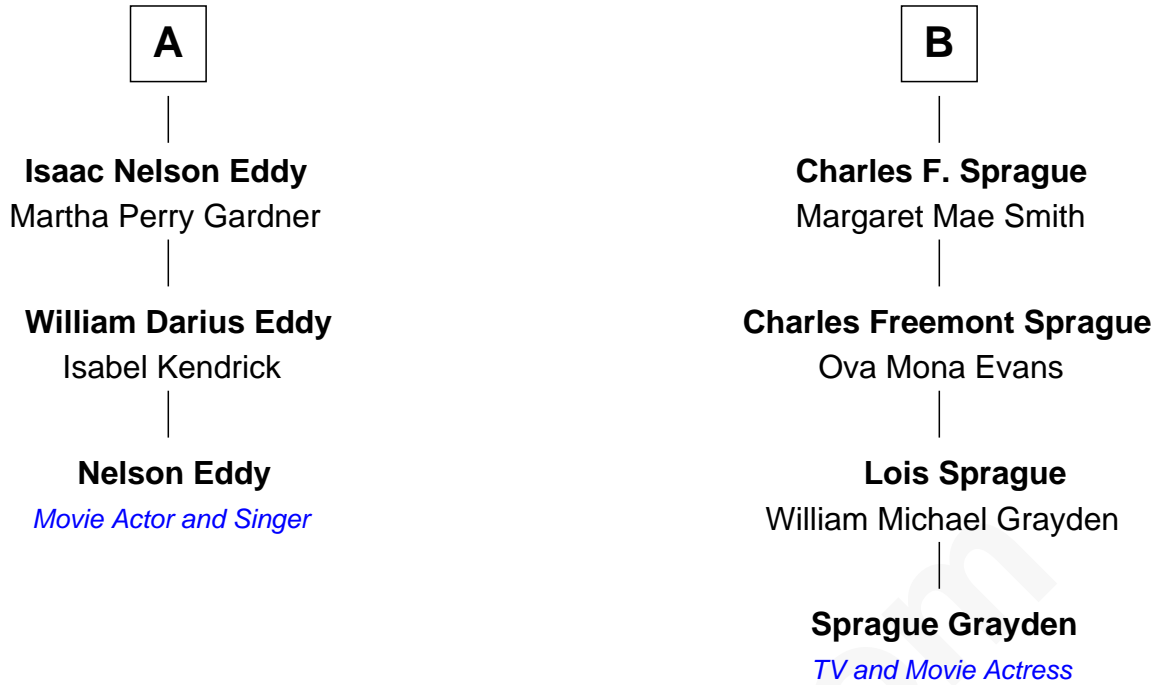 A
Isaac Nelson Eddy
Martha Perry Gardner
William Darius Eddy
Isabel Kendrick
Nelson Eddy
Movie Actor and Singer
B
Charles F. Sprague
Margaret Mae Smith
Charles Freemont Sprague
Ova Mona Evans
Lois Sprague
William Michael Grayden
Sprague Grayden
TV and Movie Actress